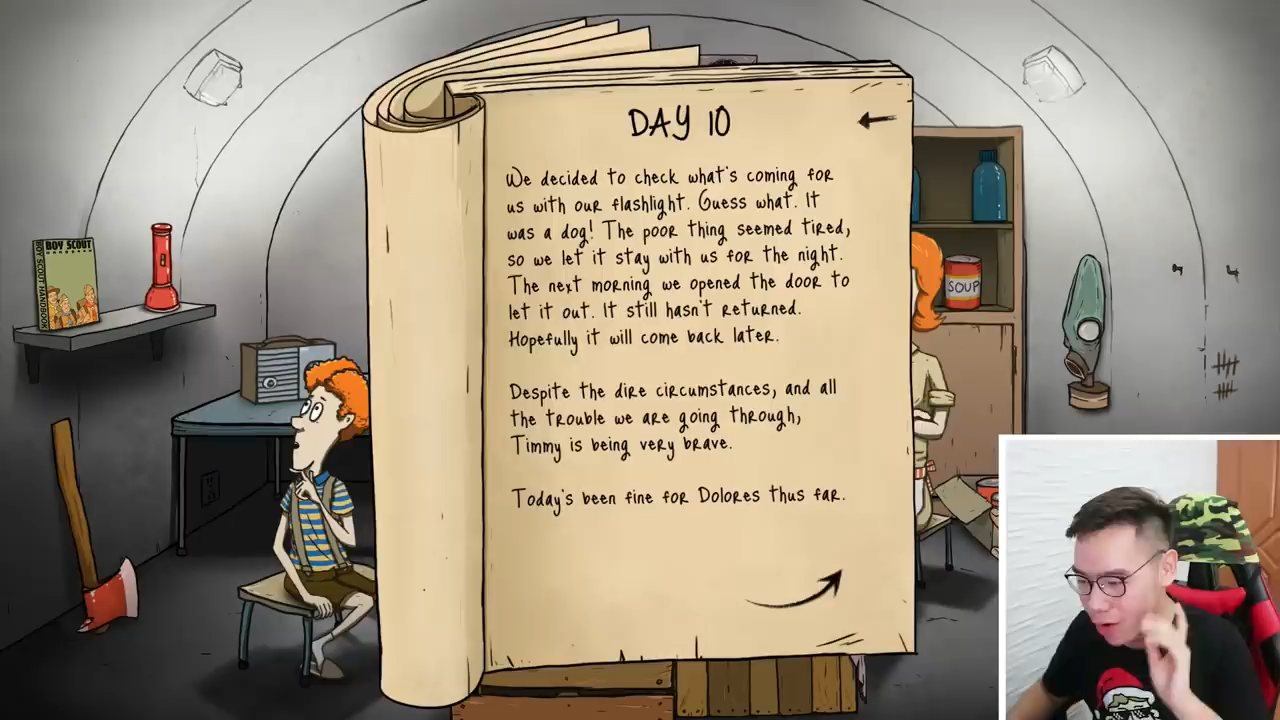 DAY 10
We decided to check what's coming for
us with our flashlight. Guess what. It
was a dog! The poor thing seemed tired,
so we let it stay with us for the night.
The next morning we opened the door to
let it out. It still hasn't returned.
Hopefully it will come back later.
Despite the dire circumstances, and all
the trouble we are going through,
Timmy is being very brave.
Today's been fine for Dolores thus far.
BOY SCOUT
BOY SCOUT HANDBOOK
SOUP